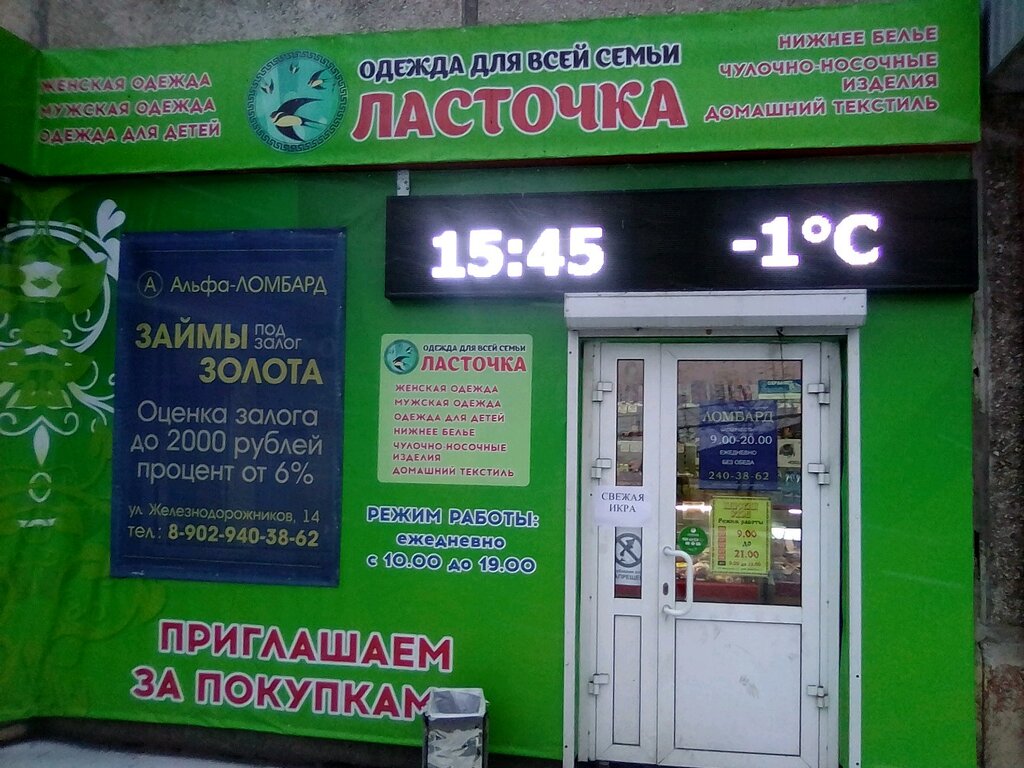 ЖЕНСКАЯ ОДЕЖДА
МУЖСКАЯ ОДЕЖДА
ОДЕЖДА ДЛЯ ДЕТЕЙ
ОДЕЖДА ДЛЯ ВСЕЙ СЕМЬИ
ЛАСТОЧКА
НИЖНЕЕ БЕЛЬЕ
ЧУЛОЧНО-НОСОЧНЫЕ
ИЗДЕЛИЯ
ДОМАШНИЙ ТЕКСТИЛЬ
15:45 -1°C
А Альфа-ЛОМБАРД
ЗАЙМЫ ПОД
ЗАЛОГ
ЗОЛОТА
Оценка залога
до 2000 рублей
процент от 6%
ул. Железнодорожников, 14
тел.: 8-902-940-38-62
ОДЕЖДА ДЛЯ ВСЕЙ СЕМЬИ
ЛАСТОЧКА
ЖЕНСКАЯ ОДЕЖДА
МУЖСКАЯ ОДЕЖДА
ОДЕЖДА ДЛЯ ДЕТЕЙ
НИЖНЕЕ БЕЛЬЕ
ЧУЛОЧНО-НОСОЧНЫЕ
ИЗДЕЛИЯ
ДОМАШНИЙ ТЕКСТИЛЬ
РЕЖИМ РАБОТЫ:
ежедневно
с 10.00 до 19.00
ПРИГЛАШАЕМ
ЗА ПОКУПКАМ
ЛОМБАРД
9.00-20.00
ЕЖЕДНЕВНО
БЕЗ ОБЕДА
240-38-62
СВЕЖАЯ
ИКРА
Режим работы
9.00
до
21.00